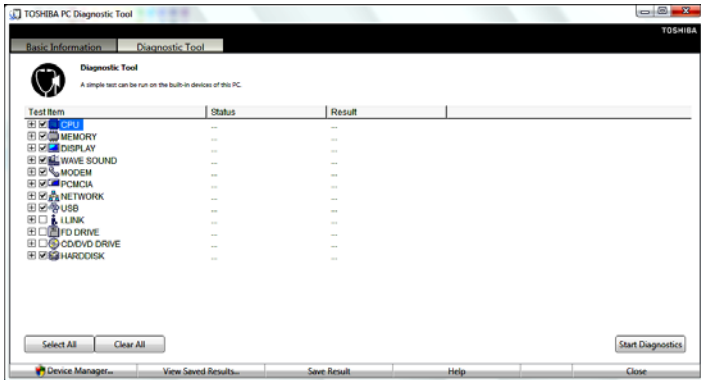 TOSHIBA PC Diagnostic Tool
TOSHIBA
Basic Information Diagnostic Tool
Diagnostic Tool
A simple test can be run on the built-in devices of this PC.
Test Item Status Result
CPU ... ...
MEMORY ... ...
DISPLAY ... ...
WAVE SOUND ... ...
MODEM ... ...
PCMCIA ... ...
NETWORK ... ...
USB ... ...
i.LINK ... ...
FD DRIVE ... ...
CD/DVD DRIVE ... ...
HARDDISK ... ...
Select All Clear All Start Diagnostics
Device Manager... View Saved Results... Save Result Help Close